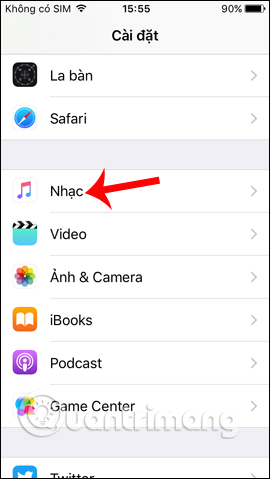 Không có SIM 15:55 90%
Cài đặt
La bàn
Safari
Nhạc
Video
Ảnh & Camera
iBooks
Podcast
Game Center
Quantrimang
Twitter